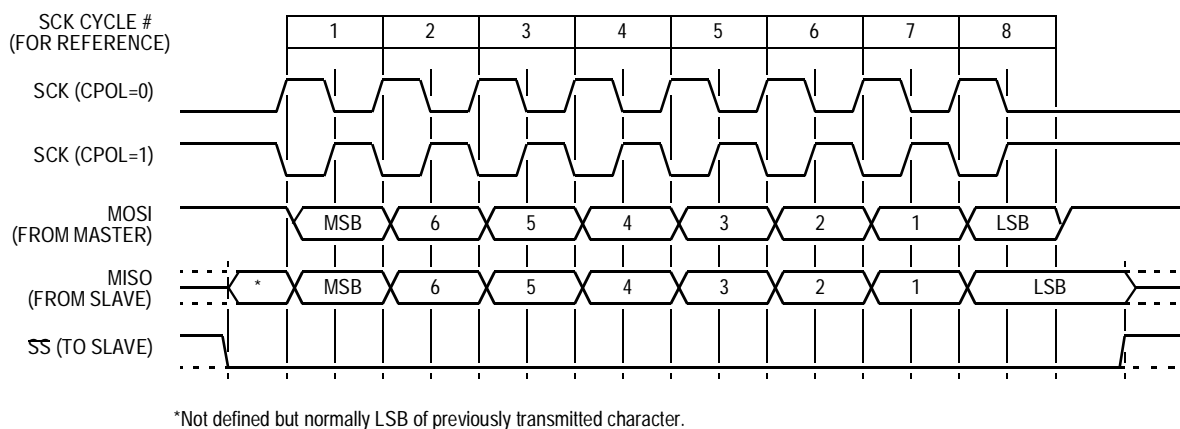 SCK CYCLE #
(FOR REFERENCE)
1 2 3 4 5 6 7 8
SCK (CPOL=0)
SCK (CPOL=1)
MOSI
(FROM MASTER)
MSB 6 5 4 3 2 1 LSB
MISO
(FROM SLAVE)
* MSB 6 5 4 3 2 1 LSB
S̅S̅ (TO SLAVE)
*Not defined but normally LSB of previously transmitted character.